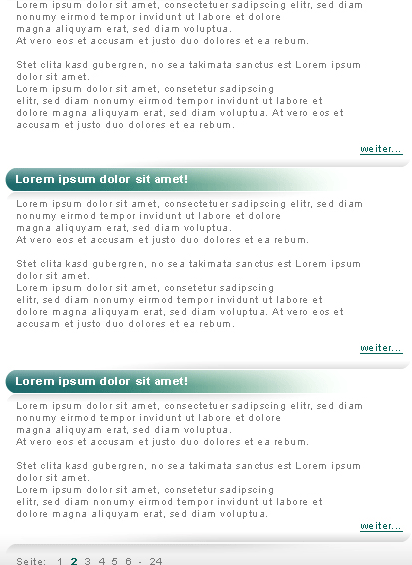 Lorem ipsum dolor sit amet, consectetuer sadipscing elitr, sed diam
nonumy eirmod tempor invidunt ut labore et dolore
magna aliquyam erat, sed diam voluptua.
At vero eos et accusam et justo duo dolores et ea rebum.
Stet clita kasd gubergren, no sea takimata sanctus est Lorem ipsum
dolor sit amet.
Lorem ipsum dolor sit amet, consetetur sadipscing
elitr, sed diam nonumy eirmod tempor invidunt ut labore et
dolore magna aliquyam erat, sed diam voluptua. At vero eos et
accusam et justo duo dolores et ea rebum.
weiter...
Lorem ipsum dolor sit amet!
Lorem ipsum dolor sit amet, consectetuer sadipscing elitr, sed diam
nonumy eirmod tempor invidunt ut labore et dolore
magna aliquyam erat, sed diam voluptua.
At vero eos et accusam et justo duo dolores et ea rebum.
Stet clita kasd gubergren, no sea takimata sanctus est Lorem ipsum
dolor sit amet.
Lorem ipsum dolor sit amet, consetetur sadipscing
elitr, sed diam nonumy eirmod tempor invidunt ut labore et
dolore magna aliquyam erat, sed diam voluptua. At vero eos et
accusam et justo duo dolores et ea rebum.
weiter...
Lorem ipsum dolor sit amet!
Lorem ipsum dolor sit amet, consectetuer sadipscing elitr, sed diam
nonumy eirmod tempor invidunt ut labore et dolore
magna aliquyam erat, sed diam voluptua.
At vero eos et accusam et justo duo dolores et ea rebum.
Stet clita kasd gubergren, no sea takimata sanctus est Lorem ipsum
dolor sit amet.
Lorem ipsum dolor sit amet, consetetur sadipscing
elitr, sed diam nonumy eirmod tempor invidunt ut labore et
dolore magna aliquyam erat, sed diam voluptua.
weiter...
Seite: 1 2 3 4 5 6 - 24